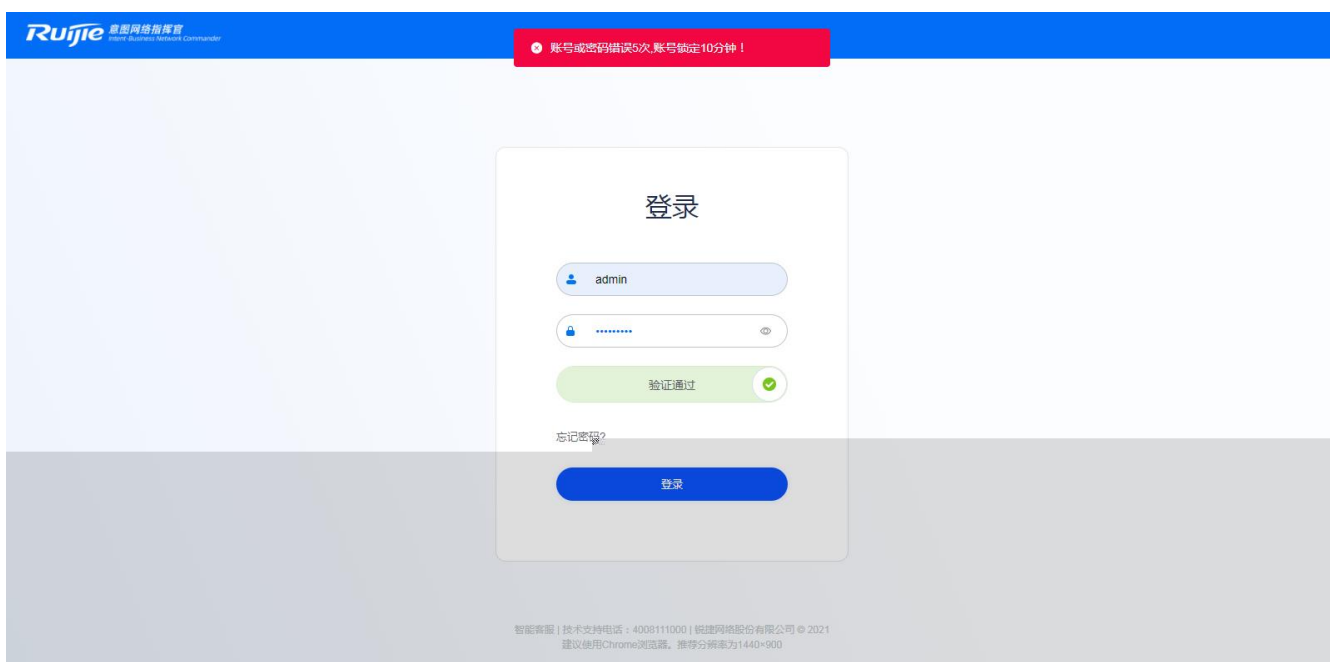 Ruijie 意图网络指挥官
Intent-Business Network Commander
账号或密码错误5次,账号锁定10分钟！
登录
admin
验证通过
忘记密码?
登录
智能客服 | 技术支持电话：4008111000 | 锐捷网络股份有限公司 © 2021
建议使用Chrome浏览器，推荐分辨率为1440*900